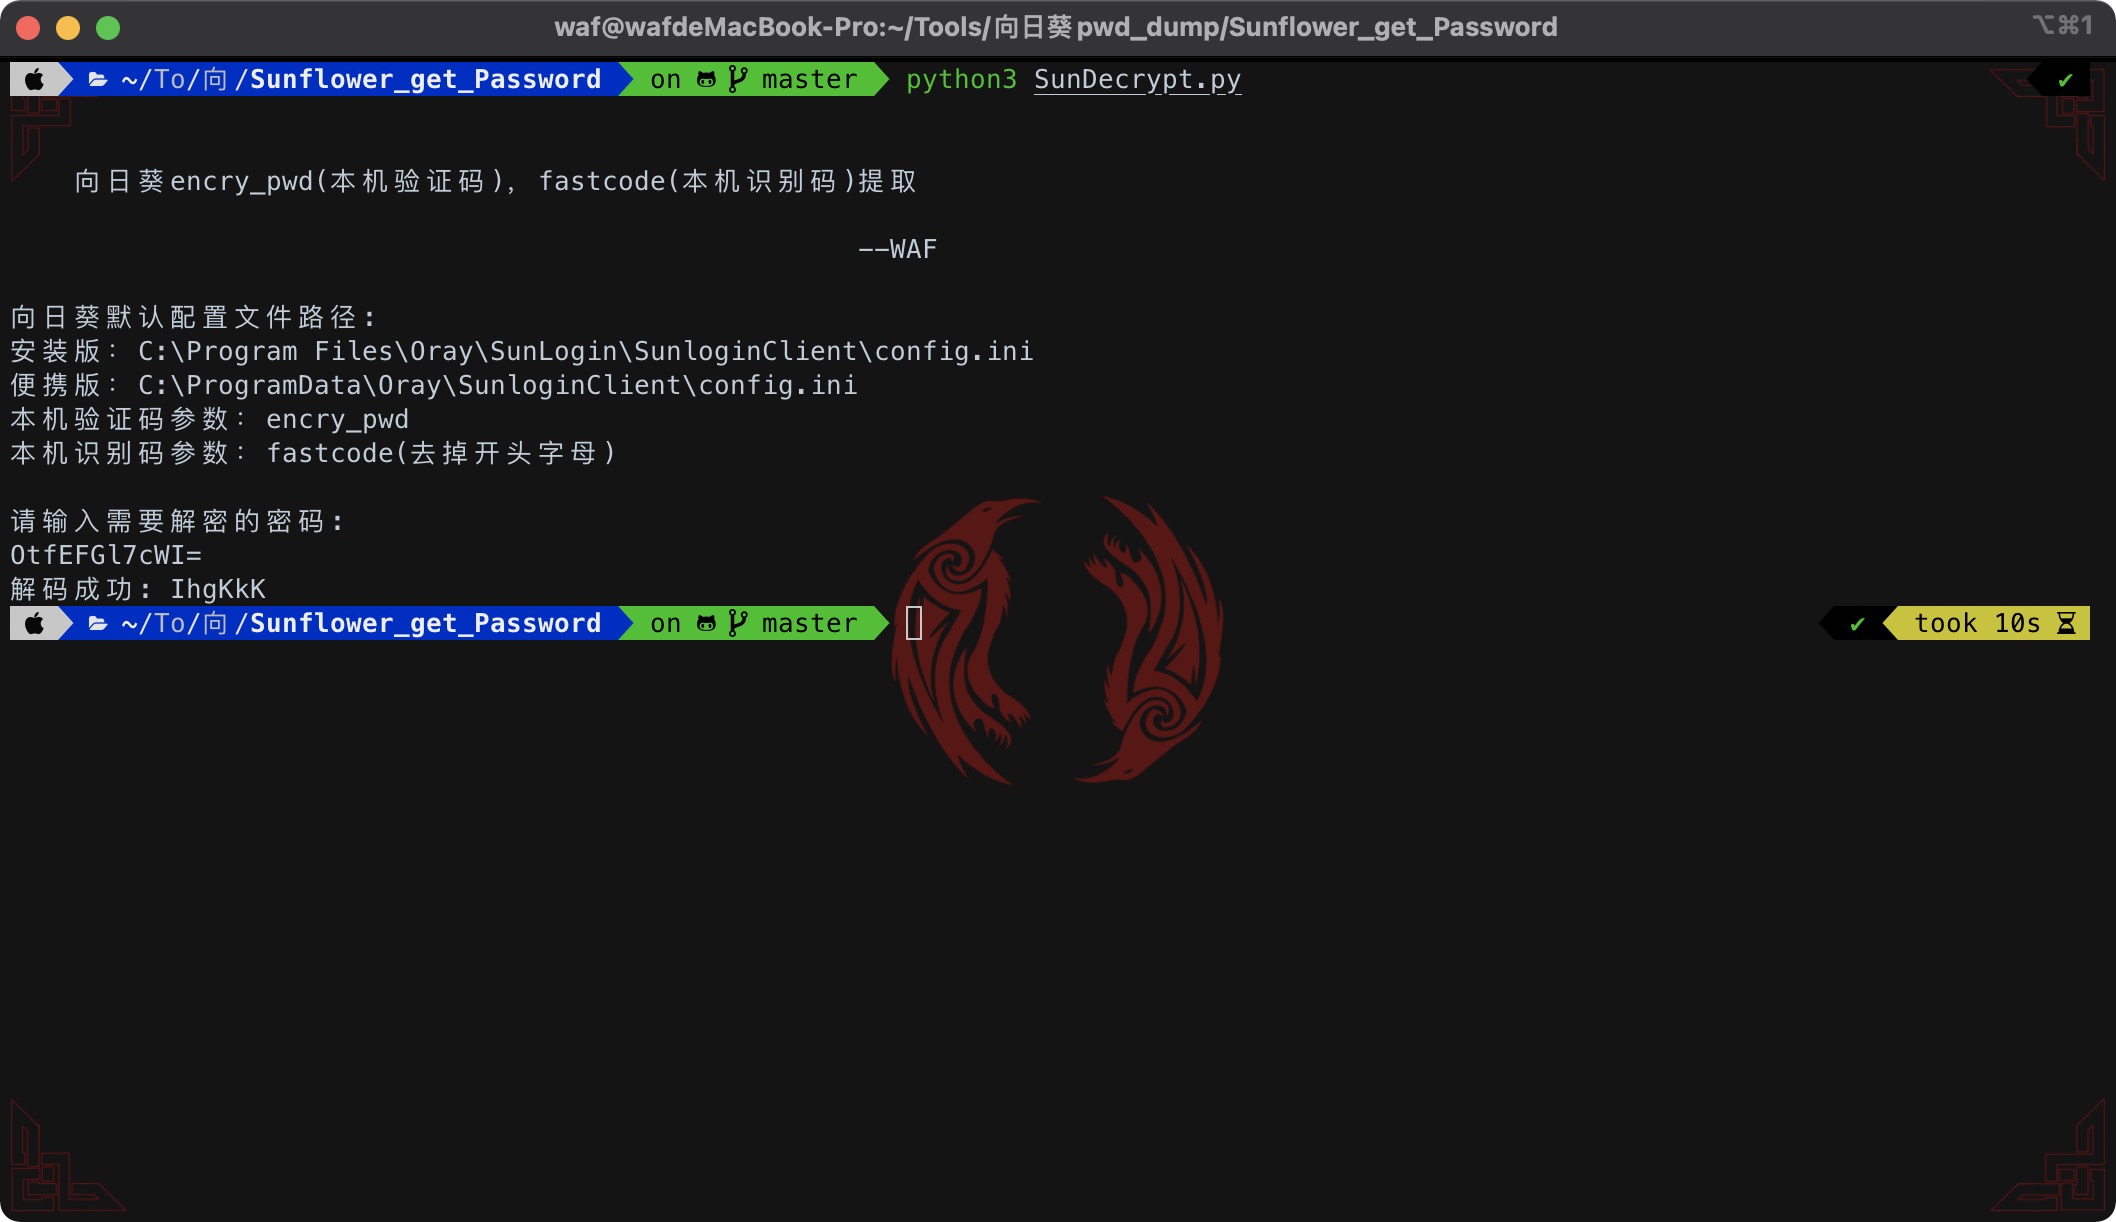 waf@wafdeMacBook-Pro:~/Tools/向日葵pwd_dump/Sunflower_get_Password ⌥⌘1
~/To/向/Sunflower_get_Password on master python3 SunDecrypt.py ✔
向日葵encry_pwd(本机验证码)，fastcode(本机识别码)提取
--WAF
向日葵默认配置文件路径:
安装版：C:\Program Files\Oray\SunLogin\SunloginClient\config.ini
便携版：C:\ProgramData\Oray\SunloginClient\config.ini
本机验证码参数：encry_pwd
本机识别码参数：fastcode(去掉开头字母)
请输入需要解密的密码:
OtfEFGl7cWI=
解码成功: IhgKkK
~/To/向/Sunflower_get_Password on master ✔ took 10s